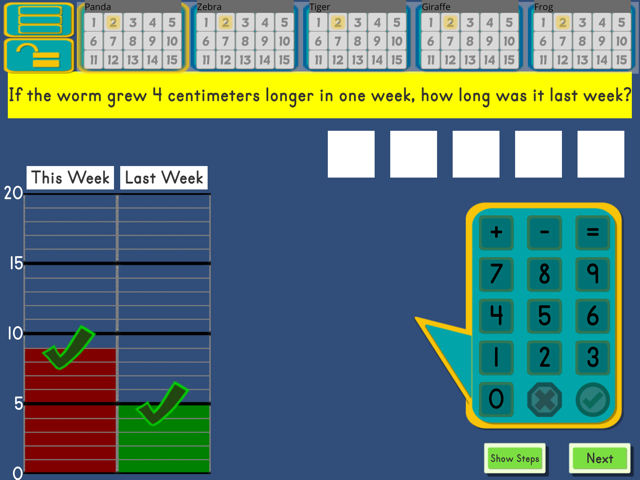 Panda Zebra Tiger Giraffe Frog
1 2 3 4 5 1 2 3 4 5 1 2 3 4 5 1 2 3 4 5 1 2 3 4 5
6 7 8 9 10 6 7 8 9 10 6 7 8 9 10 6 7 8 9 10 6 7 8 9 10
11 12 13 14 15 11 12 13 14 15 11 12 13 14 15 11 12 13 14 15 11 12 13 14 15
If the worm grew 4 centimeters longer in one week, how long was it last week?
This Week Last Week
20
15
10
5
0
+ - =
7 8 9
4 5 6
1 2 3
0
Show Steps Next